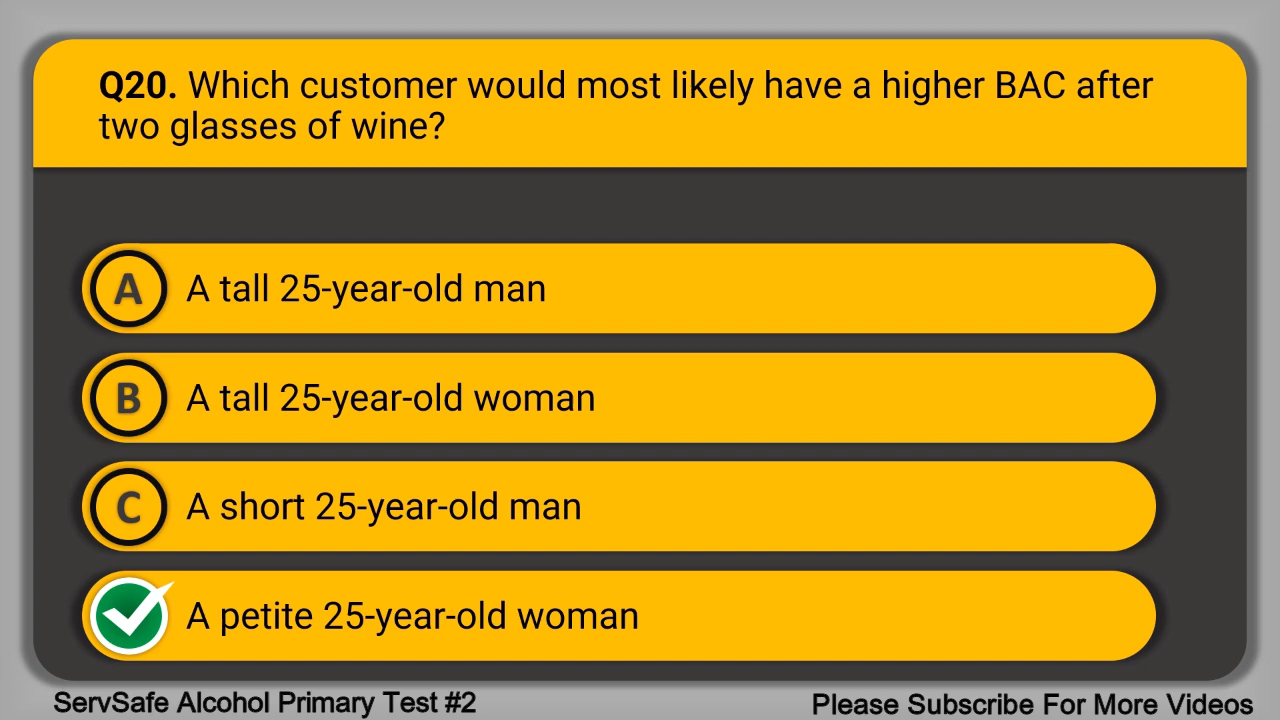 Q20. Which customer would most likely have a higher BAC after
two glasses of wine?
A A tall 25-year-old man
B A tall 25-year-old woman
C A short 25-year-old man
A petite 25-year-old woman
ServSafe Alcohol Primary Test #2
Please Subscribe For More Videos